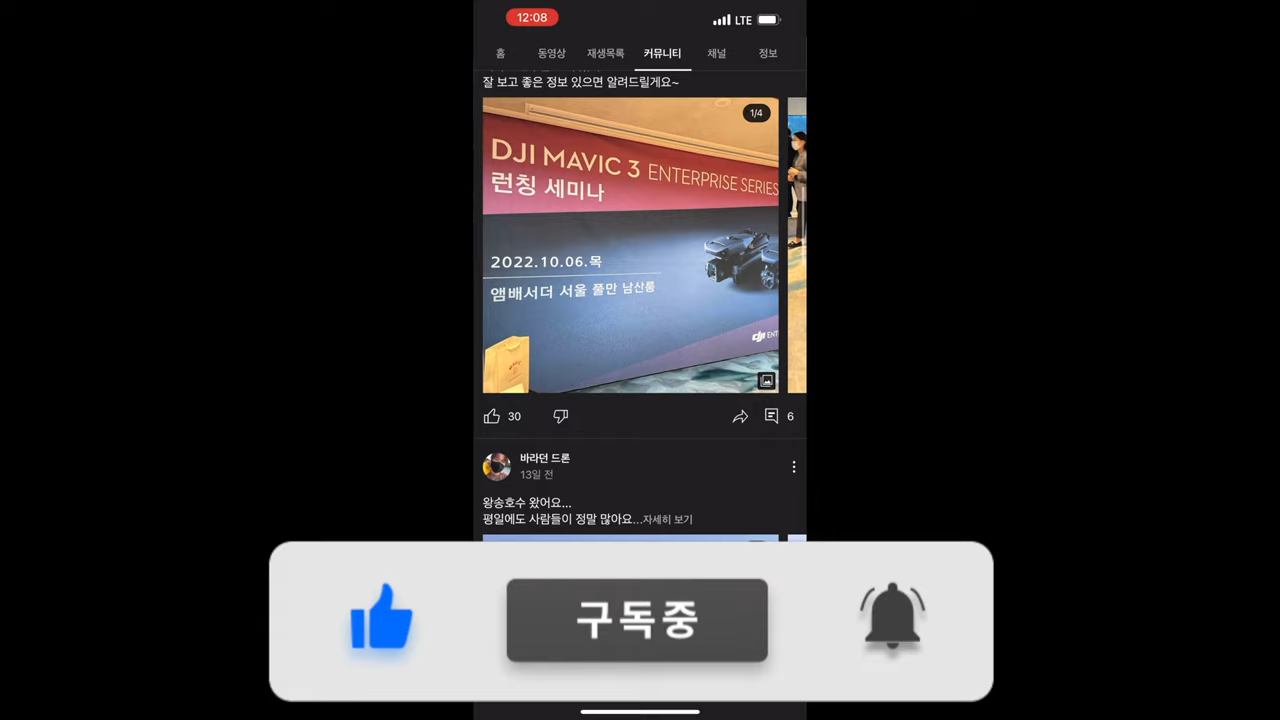 12:08
LTE
홈 동영상 재생목록 커뮤니티 채널 정보
잘 보고 좋은 정보 있으면 알려드릴게요~
1/4
DJI MAVIC 3 ENTERPRISE SERIES
런칭 세미나
2022.10.06.목
앰배서더 서울 풀만 남산룸
dji ENT
30
6
바라던 드론
13일 전
왕송호수 왔어요...
평일에도 사람들이 정말 많아요...자세히 보기
구독중